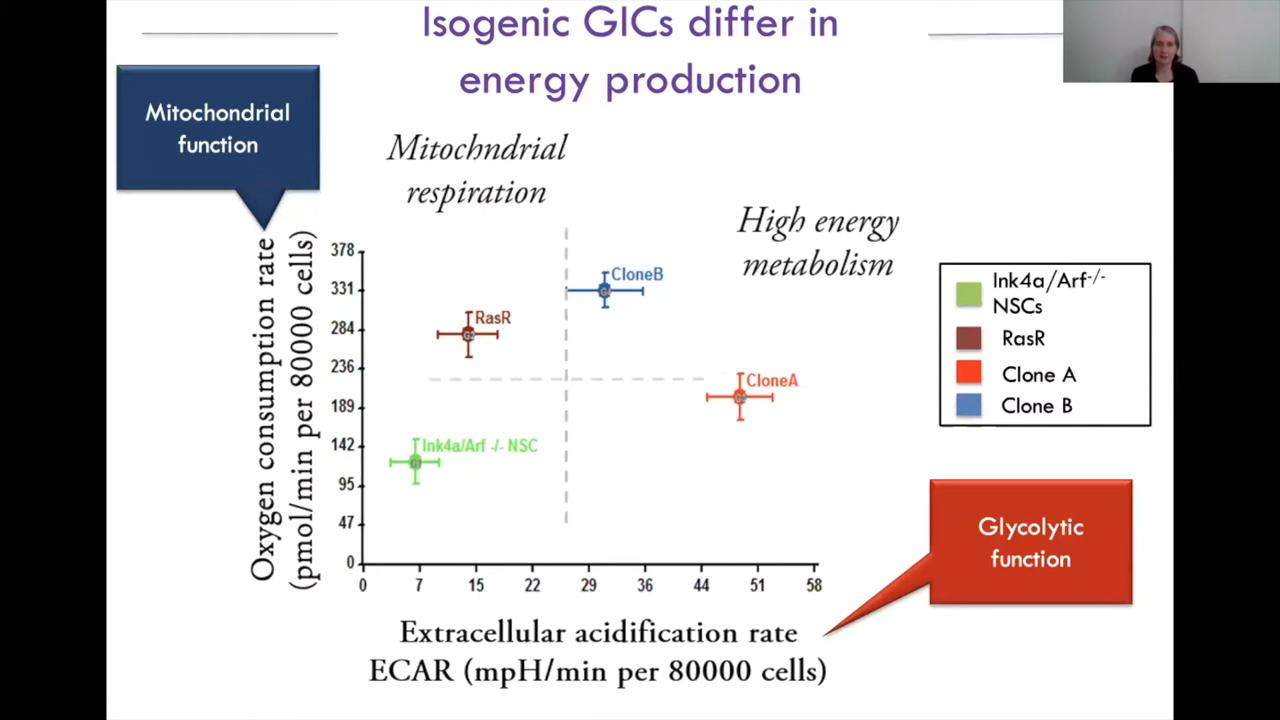 Isogenic GICs differ in
energy production
Mitochondrial
function
Mitochndrial
respiration
High energy
metabolism
Oxygen consumption rate
(pmol/min per 80000 cells)
378
331
284
236
189
142
95
47
0
CloneB
RasR
CloneA
Ink4a/Arf -/- NSC
0 7 15 22 29 36 44 51 58
Extracellular acidification rate
ECAR (mpH/min per 80000 cells)
Ink4a/Arf-/-
NSCs
RasR
Clone A
Clone B
Glycolytic
function